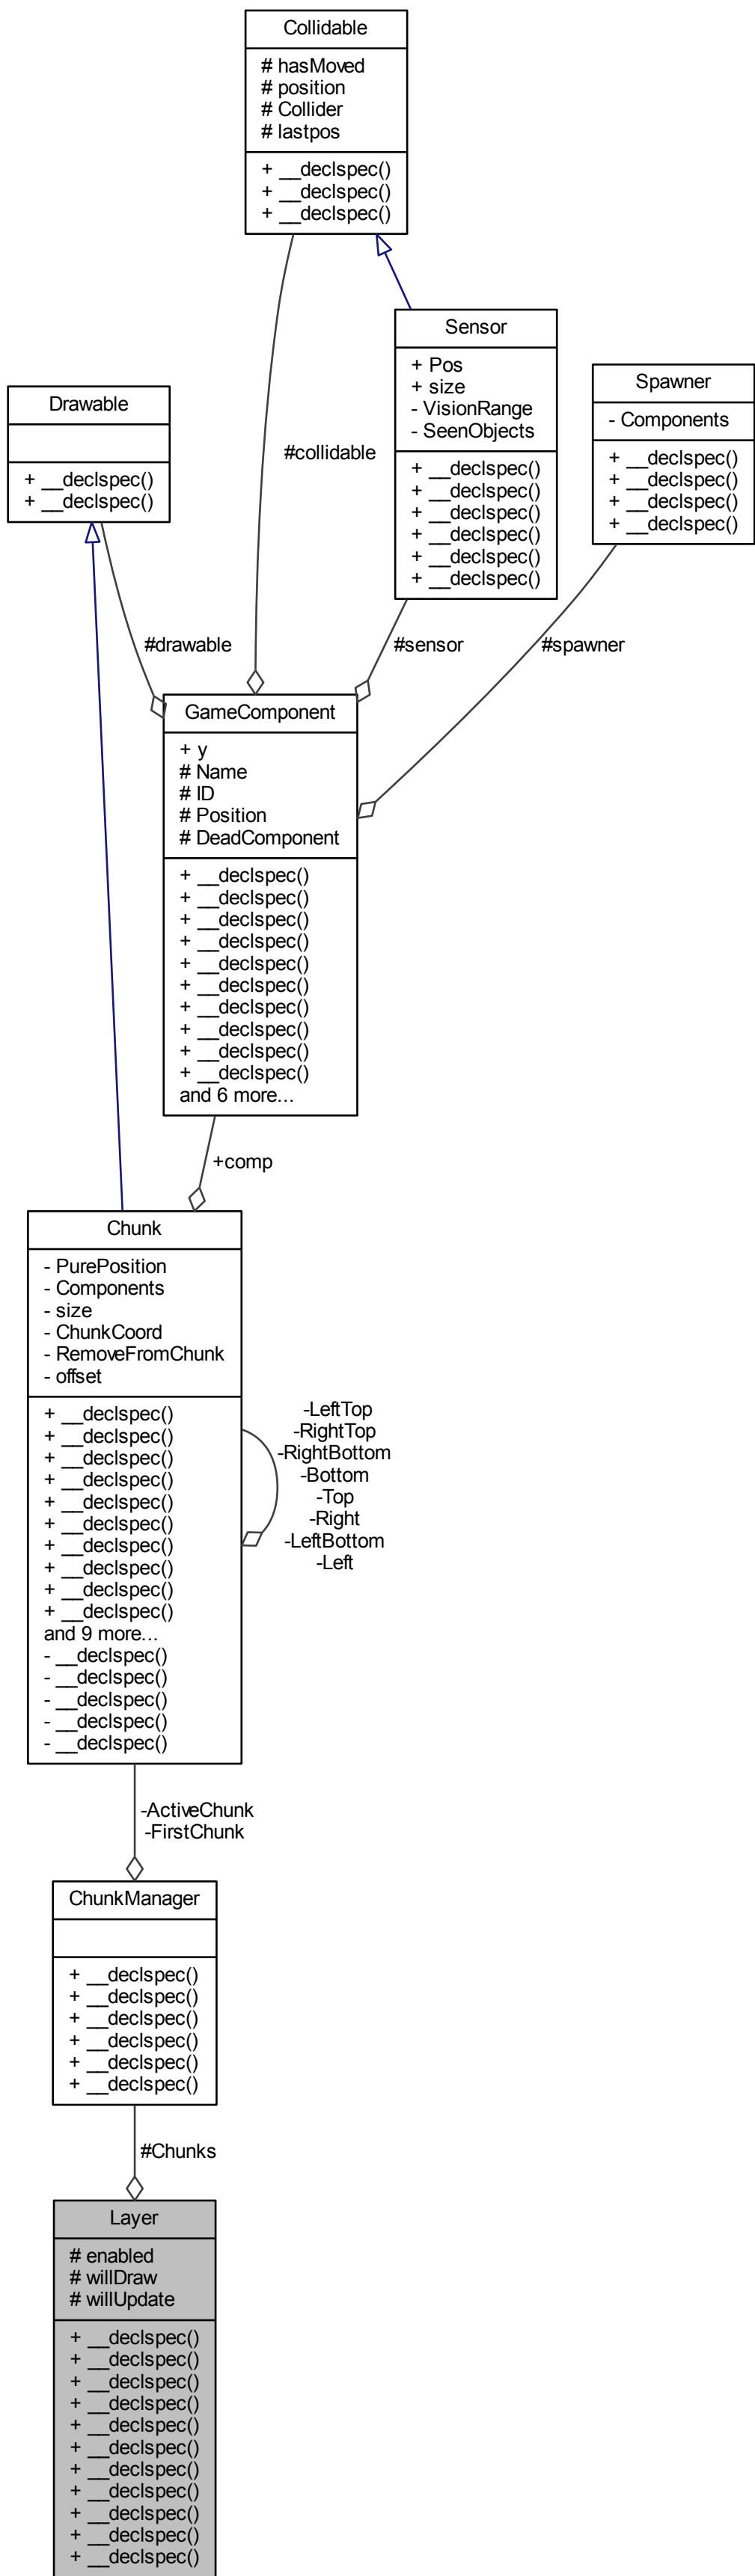 Collidable
# hasMoved
# position
# Collider
# lastpos
+ __declspec()
+ __declspec()
+ __declspec()
Sensor
+ Pos
+ size
- VisionRange
- SeenObjects
+ __declspec()
+ __declspec()
+ __declspec()
+ __declspec()
+ __declspec()
+ __declspec()
Spawner
- Components
+ __declspec()
+ __declspec()
+ __declspec()
+ __declspec()
Drawable
+ __declspec()
+ __declspec()
#collidable
#drawable
#sensor
#spawner
GameComponent
+ y
# Name
# ID
# Position
# DeadComponent
+ __declspec()
+ __declspec()
+ __declspec()
+ __declspec()
+ __declspec()
+ __declspec()
+ __declspec()
+ __declspec()
+ __declspec()
+ __declspec()
and 6 more...
+comp
Chunk
- PurePosition
- Components
- size
- ChunkCoord
- RemoveFromChunk
- offset
+ __declspec()
+ __declspec()
+ __declspec()
+ __declspec()
+ __declspec()
+ __declspec()
+ __declspec()
+ __declspec()
+ __declspec()
+ __declspec()
and 9 more...
- __declspec()
- __declspec()
- __declspec()
- __declspec()
- __declspec()
-LeftTop
-RightTop
-RightBottom
-Bottom
-Top
-Right
-LeftBottom
-Left
-ActiveChunk
-FirstChunk
ChunkManager
+ __declspec()
+ __declspec()
+ __declspec()
+ __declspec()
+ __declspec()
+ __declspec()
#Chunks
Layer
# enabled
# willDraw
# willUpdate
+ __declspec()
+ __declspec()
+ __declspec()
+ __declspec()
+ __declspec()
+ __declspec()
+ __declspec()
+ __declspec()
+ __declspec()
+ __declspec()
+ __declspec()